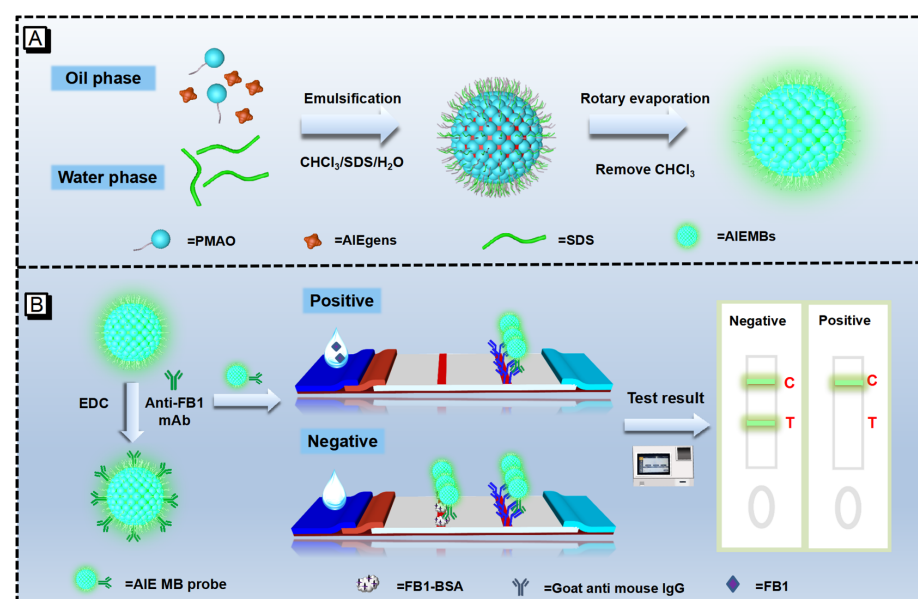 A
Oil phase
Water phase
Emulsification
CHCl₃/SDS/H₂O
Rotary evaporation
Remove CHCl₃
=PMAO
=AIEgens
=SDS
=AIEMBs
B
EDC
Anti-FB1
mAb
Positive
Negative
Test result
Negative
Positive
C
C
T
T
=AIE MB probe
=FB1-BSA
=Goat anti mouse IgG
=FB1